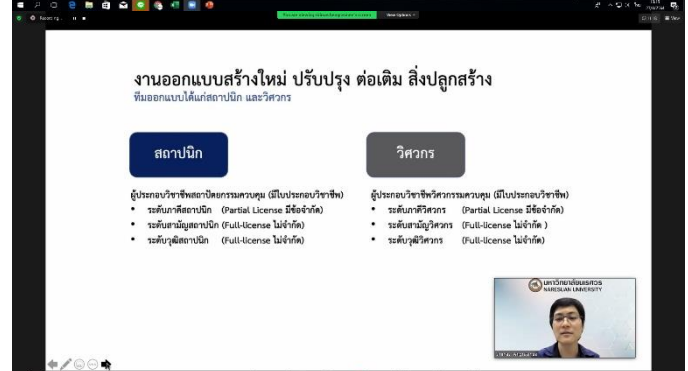 งานออกแบบสร้างใหม่ ปรับปรุง ต่อเติม สิ่งปลูกสร้าง
ทีมออกแบบได้แก่สถาปนิก และวิศวกร
สถาปนิก
ผู้ประกอบวิชาชีพสถาปัตยกรรมควบคุม (มีใบประกอบวิชาชีพ)
• ระดับภาคีสถาปนิก (Partial License มีข้อจำกัด)
• ระดับสามัญสถาปนิก (Full-License ไม่จำกัด)
• ระดับวุฒิสถาปนิก (Full-license ไม่จำกัด)
วิศวกร
ผู้ประกอบวิชาชีพวิศวกรรมควบคุม (มีใบประกอบวิชาชีพ)
• ระดับภาคีวิศวกร (Partial License มีข้อจำกัด)
• ระดับสามัญวิศวกร (Full-license ไม่จำกัด )
• ระดับวุฒิวิศวกร (Full-license ไม่จำกัด)
มหาวิทยาลัยนเรศวร
NARESUAN UNIVERSITY